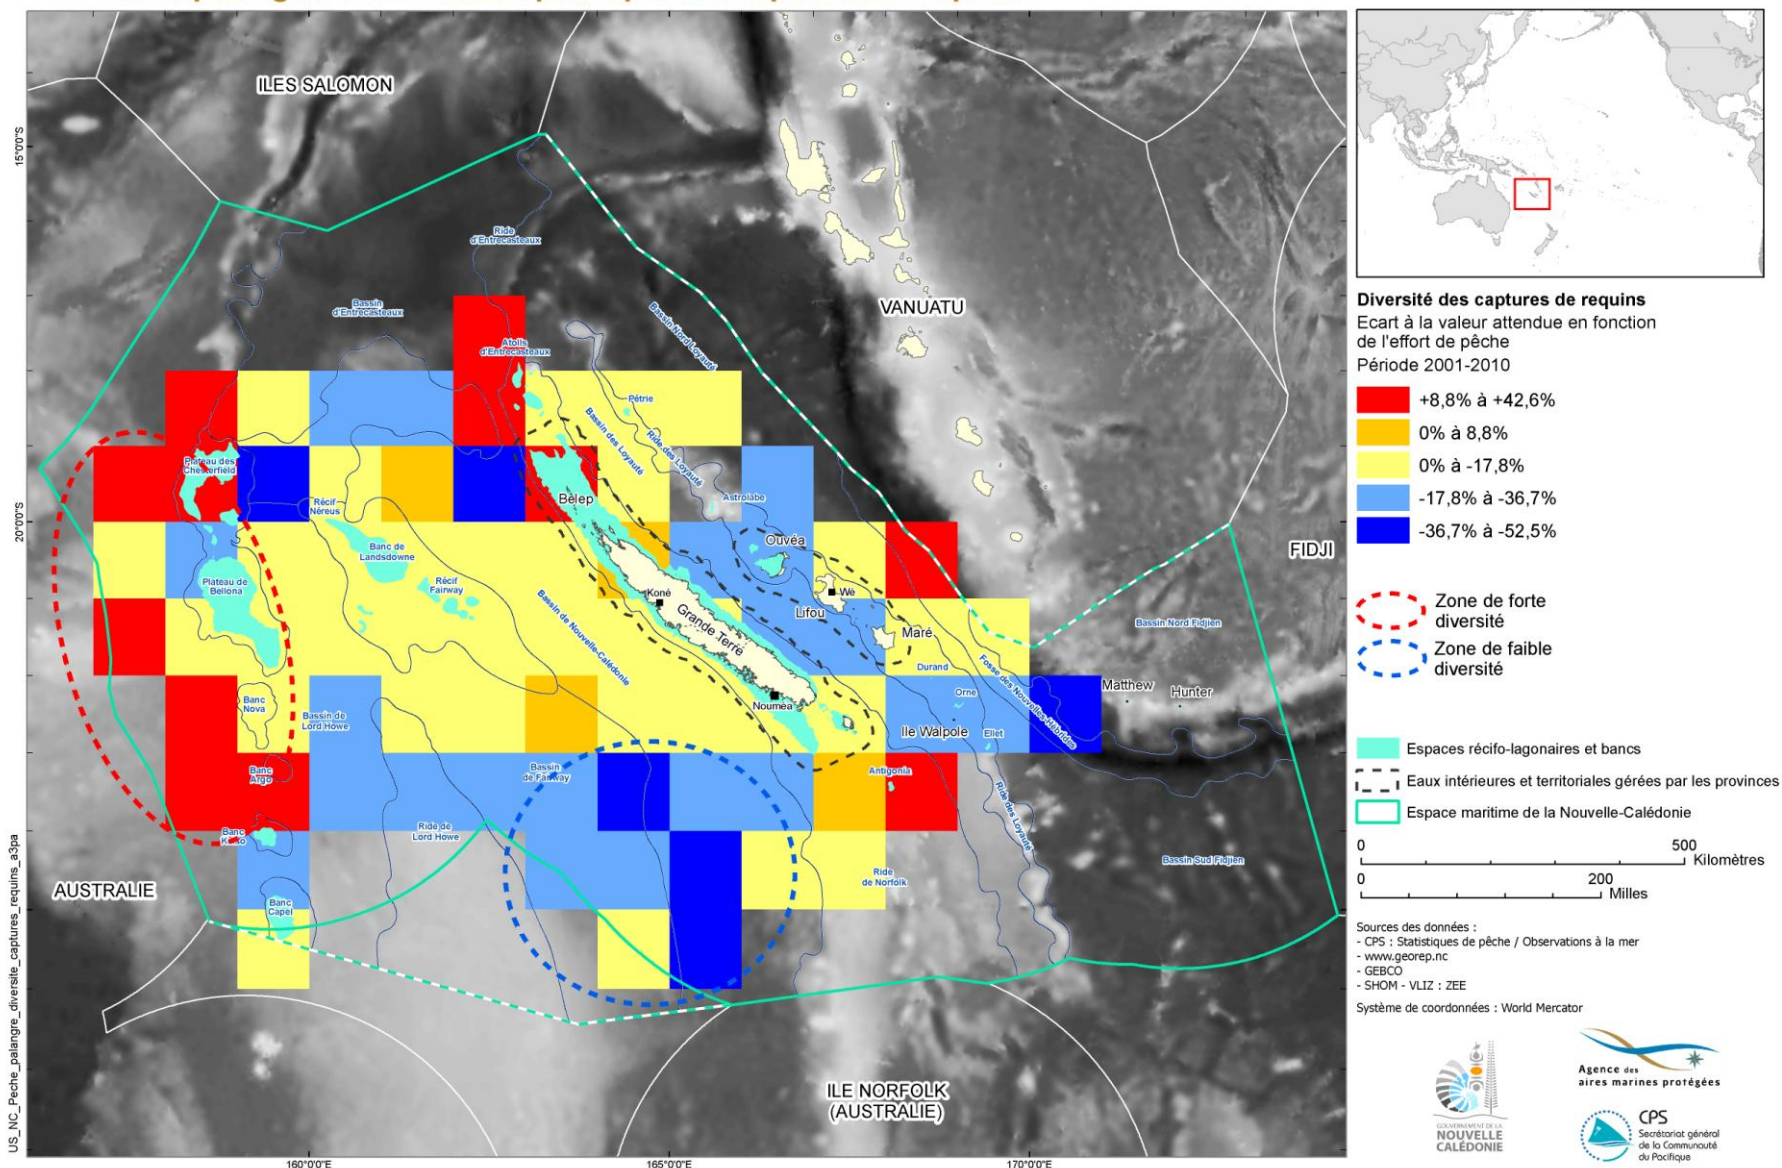 ILES SALOMON
VANUATU
FIDJI
AUSTRALIE
ILE NORFOLK
(AUSTRALIE)
15°0'0"S
20°0'0"S
160°0'0"E
165°0'0"E
170°0'0"E
Ride
d'Entrecasteaux
Bassin
d'Entrecasteaux
Atolls
d'Entrecasteaux
Bassin Nord Loyauté
Pétrie
Bassin des Loyauté
Ride des Loyauté
Astrolabe
Plateau des
Chesterfield
Récif
Néreus
Bélep
Banc de
Landsdowne
Récif
Fairway
Plateau de
Bellona
Ouvéa
Koné
Wé
Lifou
Grande Terre
Maré
Bassin de Nouvelle-Calédonie
Durand
Fosse des Nouvelles-Hébrides
Bassin Nord Fidjien
Matthew
Hunter
Banc
Nova
Bassin de
Lord Howe
Nouméa
Orne
Ile Walpole
Ellet
Banc
Argo
Bassin
de Fairway
Antigonia
Ride des Loyauté
Banc
Kelso
Ride de
Lord Howe
Banc
Capel
Ride
de Norfolk
Bassin Sud Fidjien
US_NC_Peche_palangre_diversite_captures_requins_a3pa
Diversité des captures de requins
Ecart à la valeur attendue en fonction
de l'effort de pêche
Période 2001-2010
+8,8% à +42,6%
0% à 8,8%
0% à -17,8%
-17,8% à -36,7%
-36,7% à -52,5%
Zone de forte
diversité
Zone de faible
diversité
Espaces récifo-lagonaires et bancs
Eaux intérieures et territoriales gérées par les provinces
Espace maritime de la Nouvelle-Calédonie
0 500
Kilomètres
0 200
Milles
Sources des données :
- CPS : Statistiques de pêche / Observations à la mer
- www.georep.nc
- GEBCO
- SHOM - VLIZ : ZEE
Système de coordonnées : World Mercator
GOUVERNEMENT DE LA
NOUVELLE
CALÉDONIE
Agence des
aires marines protégées
CPS
Secrétariat général
de la Communauté
du Pacifique